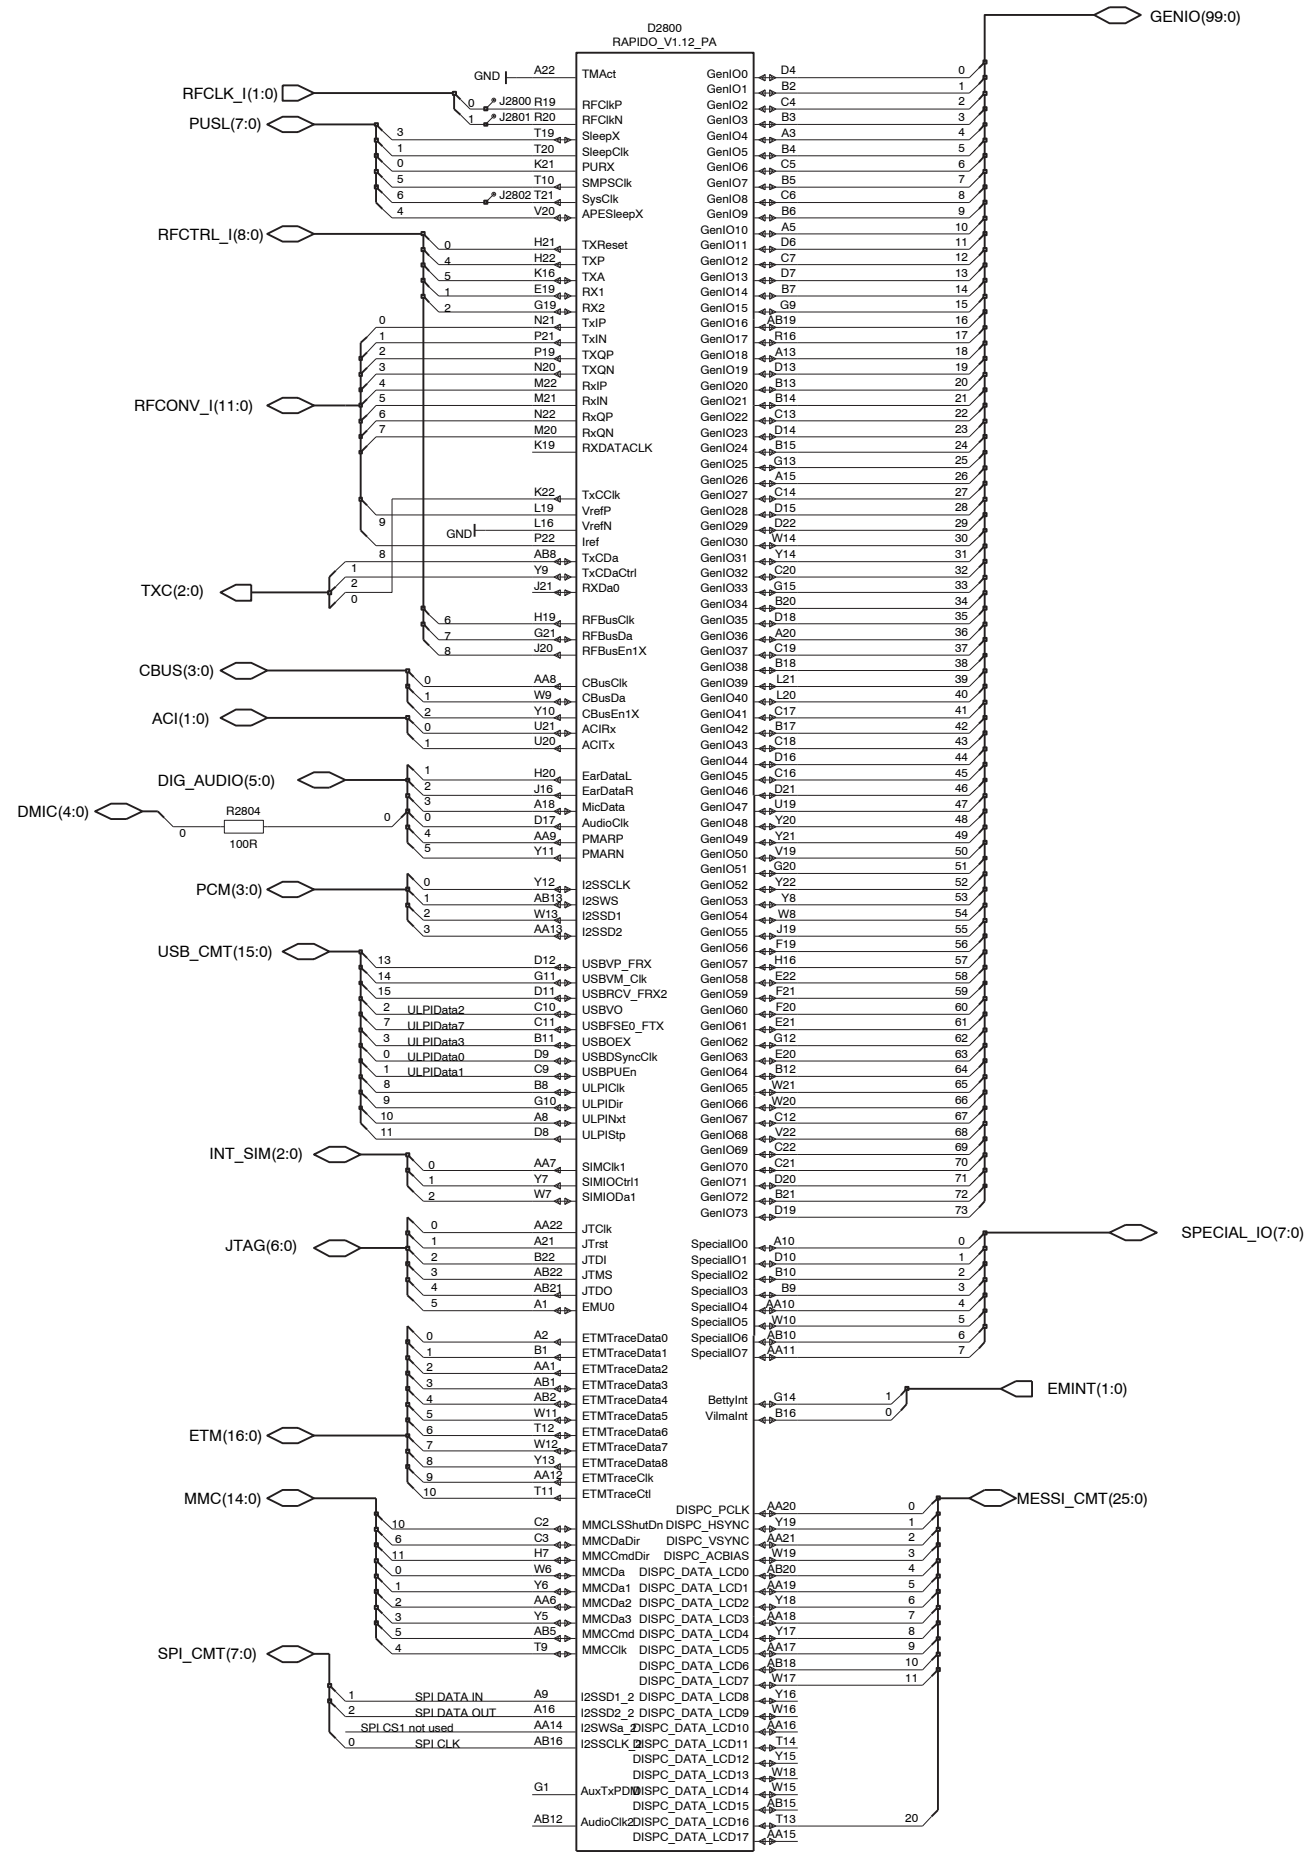 D2800
RAPIDO_V1.12_PA
GENIO(99:0)
GND A22 TMAct
RFCLK_I(1:0)
0 J2800 R19 RFClkP
1 J2801 R20 RFClkN
PUSL(7:0)
3 T19 SleepX
1 T20 SleepClk
0 K21 PURX
5 T10 SMPSClk
6 J2802 T21 SysClk
4 V20 APESleepX
RFCTRL_I(8:0)
0 H21 TXReset
4 H22 TXP
5 K16 TXA
1 E19 RX1
2 G19 RX2
0 N21 TxIP
1 P21 TxIN
2 P19 TXQP
3 N20 TXQN
4 M22 RxIP
RFCONV_I(11:0)
5 M21 RxIN
6 N22 RxQP
7 M20 RxQN
K19 RXDATACLK
K22 TxCClk
L19 VrefP
9 GND L16 VrefN
P22 Iref
8 AB8 TxCDa
1 Y9 TxCDaCtrl
TXC(2:0)
2 J21 RXDa0
0
6 H19 RFBusClk
7 G21 RFBusDa
8 J20 RFBusEn1X
CBUS(3:0)
0 AA8 CBusClk
1 W9 CBusDa
2 Y10 CBusEn1X
ACI(1:0)
0 U21 ACIRx
1 U20 ACITx
DIG_AUDIO(5:0)
1 H20 EarDataL
2 J16 EarDataR
3 A18 MicData
DMIC(4:0)
0 R2804 100R 0
0 D17 AudioClk
4 AA9 PMARP
5 Y11 PMARN
PCM(3:0)
0 Y12 I2SSCLK
1 AB13 I2SWS
2 W13 I2SSD1
3 AA13 I2SSD2
USB_CMT(15:0)
13 D12 USBVP_FRX
14 G11 USBVM_Clk
15 D11 USBRCV_FRX2
2 ULPIData2 C10 USBVO
7 ULPIData7 C11 USBFSE0_FTX
3 ULPIData3 B11 USBOEX
0 ULPIData0 D9 USBDSyncClk
1 ULPIData1 C9 USBPUEn
8 B8 ULPIClk
9 G10 ULPIDir
10 A8 ULPINxt
11 D8 ULPIStp
INT_SIM(2:0)
0 AA7 SIMClk1
1 Y7 SIMIOCtrl1
2 W7 SIMIODa1
JTAG(6:0)
0 AA22 JTClk
1 A21 JTrst
2 B22 JTDI
3 AB22 JTMS
4 AB21 JTDO
5 A1 EMU0
ETM(16:0)
0 A2 ETMTraceData0
1 B1 ETMTraceData1
2 AA1 ETMTraceData2
3 AB1 ETMTraceData3
4 AB2 ETMTraceData4
5 W11 ETMTraceData5
6 T12 ETMTraceData6
7 W12 ETMTraceData7
8 Y13 ETMTraceData8
9 AA12 ETMTraceClk
10 T11 ETMTraceCtl
MMC(14:0)
10 C2 MMCLSShutDn
6 C3 MMCDaDir
11 H7 MMCCmdDir
0 W6 MMCDa
1 Y6 MMCDa1
2 AA6 MMCDa2
3 Y5 MMCDa3
5 AB5 MMCCmd
4 T9 MMCClk
SPI_CMT(7:0)
1 SPI DATA IN A9 I2SSD1_2
2 SPI DATA OUT A16 I2SSD2_2
SPI CS1 not used AA14 I2SWSa_2
0 SPI CLK AB16 I2SSCLK_2
G1 AuxTxPDM
AB12 AudioClk2
GenIO0 D4 0
GenIO1 B2 1
GenIO2 C4 2
GenIO3 B3 3
GenIO4 A3 4
GenIO5 B4 5
GenIO6 C5 6
GenIO7 B5 7
GenIO8 C6 8
GenIO9 B6 9
GenIO10 A5 10
GenIO11 D6 11
GenIO12 C7 12
GenIO13 D7 13
GenIO14 B7 14
GenIO15 G9 15
GenIO16 AB19 16
GenIO17 R16 17
GenIO18 A13 18
GenIO19 D13 19
GenIO20 B13 20
GenIO21 B14 21
GenIO22 C13 22
GenIO23 D14 23
GenIO24 B15 24
GenIO25 G13 25
GenIO26 A15 26
GenIO27 C14 27
GenIO28 D15 28
GenIO29 D22 29
GenIO30 W14 30
GenIO31 Y14 31
GenIO32 C20 32
GenIO33 G15 33
GenIO34 B20 34
GenIO35 D18 35
GenIO36 A20 36
GenIO37 C19 37
GenIO38 B18 38
GenIO39 L21 39
GenIO40 L20 40
GenIO41 C17 41
GenIO42 B17 42
GenIO43 C18 43
GenIO44 D16 44
GenIO45 C16 45
GenIO46 D21 46
GenIO47 U19 47
GenIO48 Y20 48
GenIO49 Y21 49
GenIO50 V19 50
GenIO51 G20 51
GenIO52 Y22 52
GenIO53 Y8 53
GenIO54 W8 54
GenIO55 J19 55
GenIO56 F19 56
GenIO57 H16 57
GenIO58 E22 58
GenIO59 F21 59
GenIO60 F20 60
GenIO61 E21 61
GenIO62 G12 62
GenIO63 E20 63
GenIO64 B12 64
GenIO65 W21 65
GenIO66 W20 66
GenIO67 C12 67
GenIO68 V22 68
GenIO69 C22 69
GenIO70 C21 70
GenIO71 D20 71
GenIO72 B21 72
GenIO73 D19 73
SPECIAL_IO(7:0)
SpecialIO0 A10 0
SpecialIO1 D10 1
SpecialIO2 B10 2
SpecialIO3 B9 3
SpecialIO4 AA10 4
SpecialIO5 W10 5
SpecialIO6 AB10 6
SpecialIO7 AA11 7
EMINT(1:0)
BettyInt G14 1
VilmaInt B16 0
MESSI_CMT(25:0)
DISPC_PCLK AA20 0
DISPC_HSYNC Y19 1
DISPC_VSYNC AA21 2
DISPC_ACBIAS W19 3
DISPC_DATA_LCD0 AB20 4
DISPC_DATA_LCD1 AA19 5
DISPC_DATA_LCD2 Y18 6
DISPC_DATA_LCD3 AA18 7
DISPC_DATA_LCD4 Y17 8
DISPC_DATA_LCD5 AA17 9
DISPC_DATA_LCD6 AB18 10
DISPC_DATA_LCD7 W17 11
DISPC_DATA_LCD8 Y16
DISPC_DATA_LCD9 W16
DISPC_DATA_LCD10 AA16
DISPC_DATA_LCD11 T14
DISPC_DATA_LCD12 Y15
DISPC_DATA_LCD13 W18
DISPC_DATA_LCD14 W15
DISPC_DATA_LCD15 AB15
DISPC_DATA_LCD16 T13 20
DISPC_DATA_LCD17 AA15